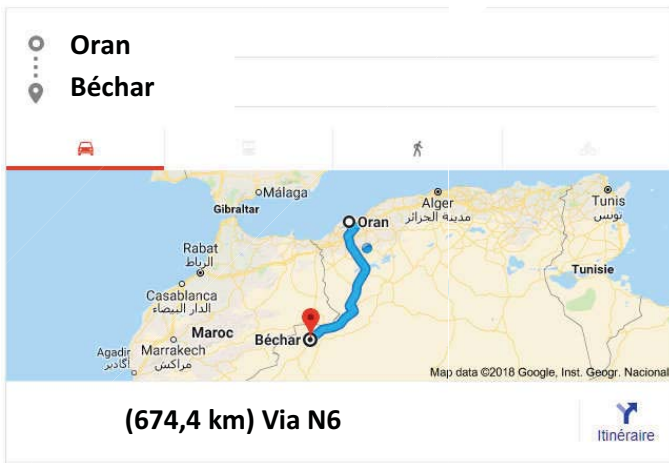 Oran
Béchar
Málaga
Gibraltar
Oran
Alger
مدينة الجزائر
Tunis
تونس
Rabat
الرباط
Tunisie
Casablanca
الدار البيضاء
Maroc
Béchar
Agadir
أكادير
Marrakech
مراكش
Map data ©2018 Google, Inst. Geogr. Nacional
(674,4 km) Via N6
Itinéraire